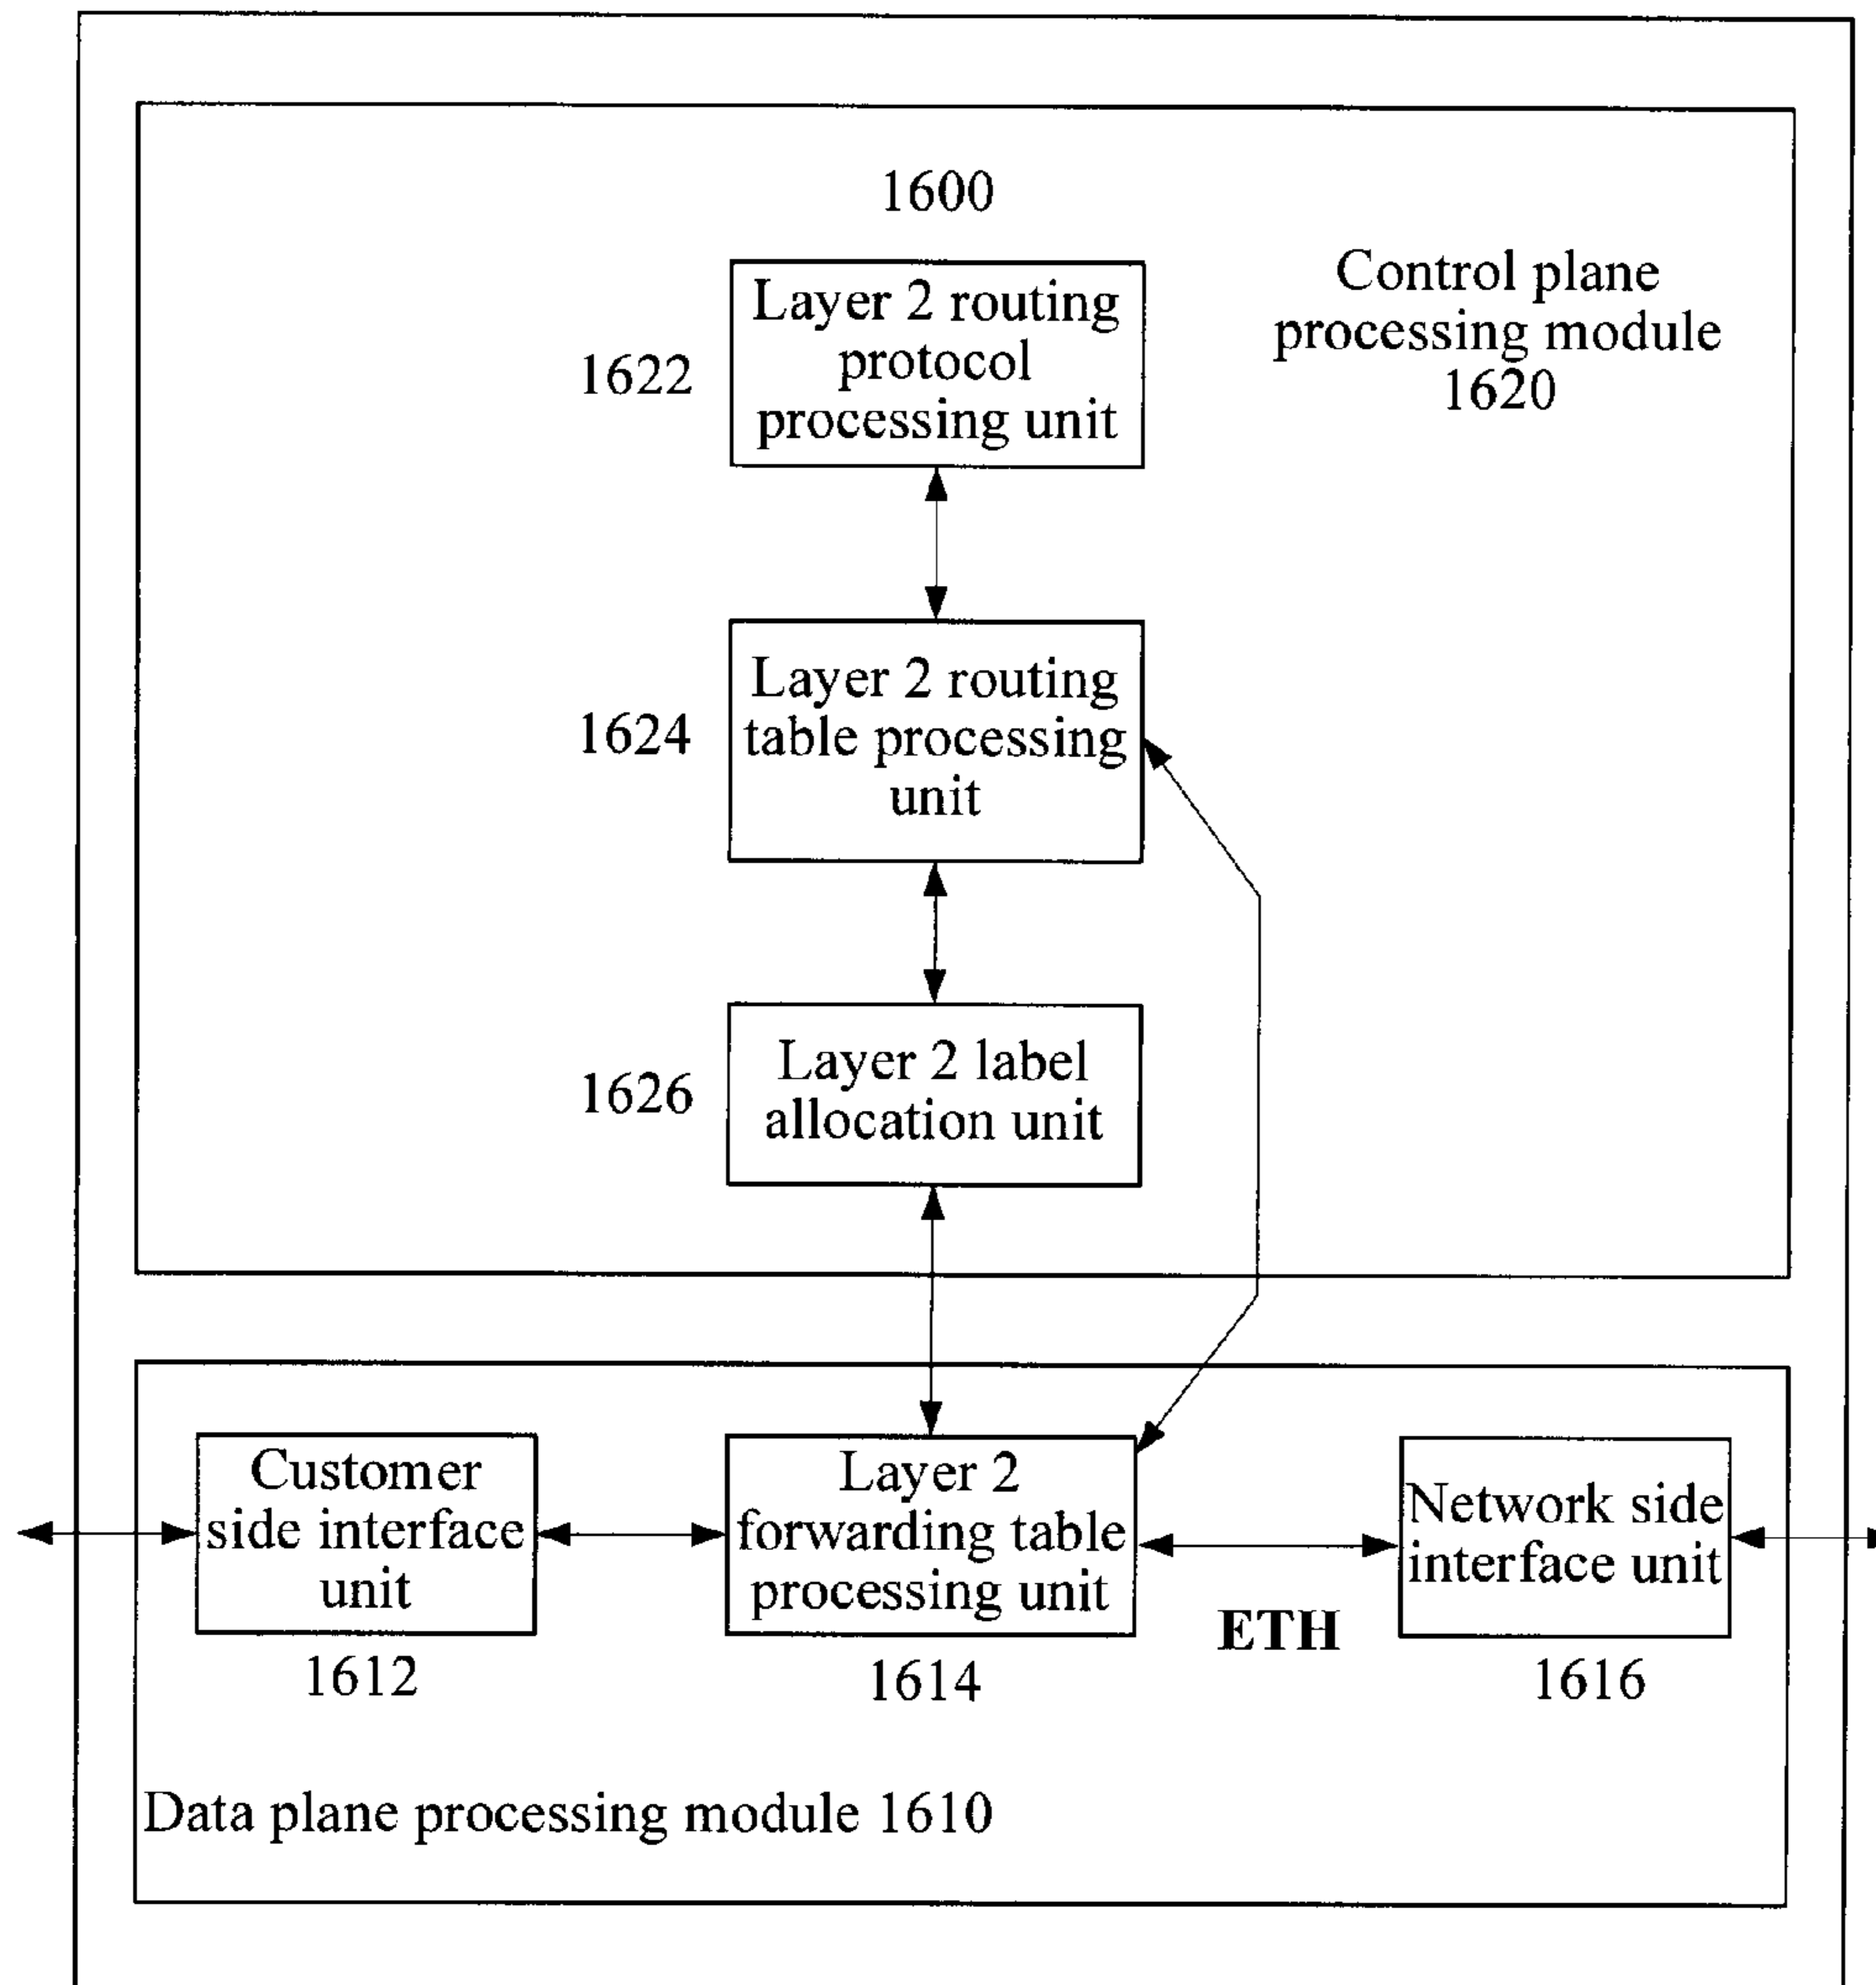 1600
Control plane
processing module
1620
Layer 2 routing
protocol
processing unit
1622
Layer 2 routing
table processing
unit
1624
Layer 2 label
allocation unit
1626
Customer
side interface
unit
1612
Layer 2
forwarding table
processing unit
1614
ETH
Network side
interface unit
1616
Data plane processing module 1610